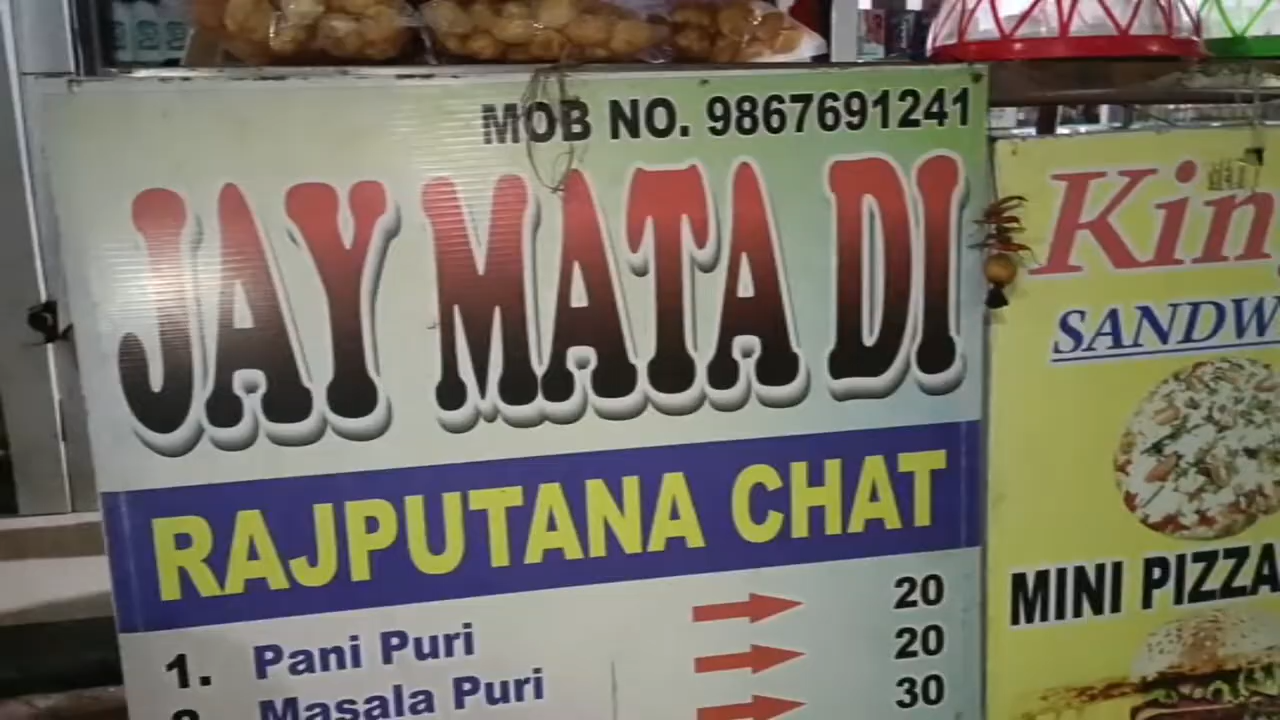 MOB NO. 9867691241
JAY MATA DI
RAJPUTANA CHAT
1. Pani Puri 20
Masala Puri 20
30
Kin
SANDW
MINI PIZZA